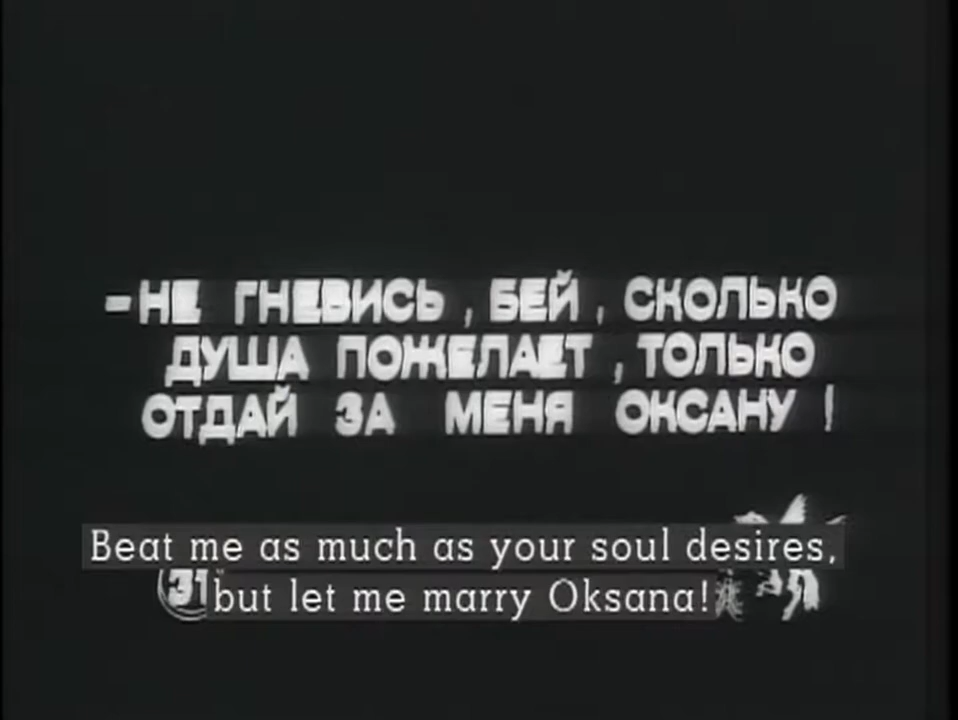 -НЕ ГНЕВИСЬ, БЕЙ, СКОЛЬКО
ДУША ПОЖЕЛАЕТ, ТОЛЬКО
ОТДАЙ ЗА МЕНЯ ОКСАНУ!
Beat me as much as your soul desires,
31 but let me marry Oksana!